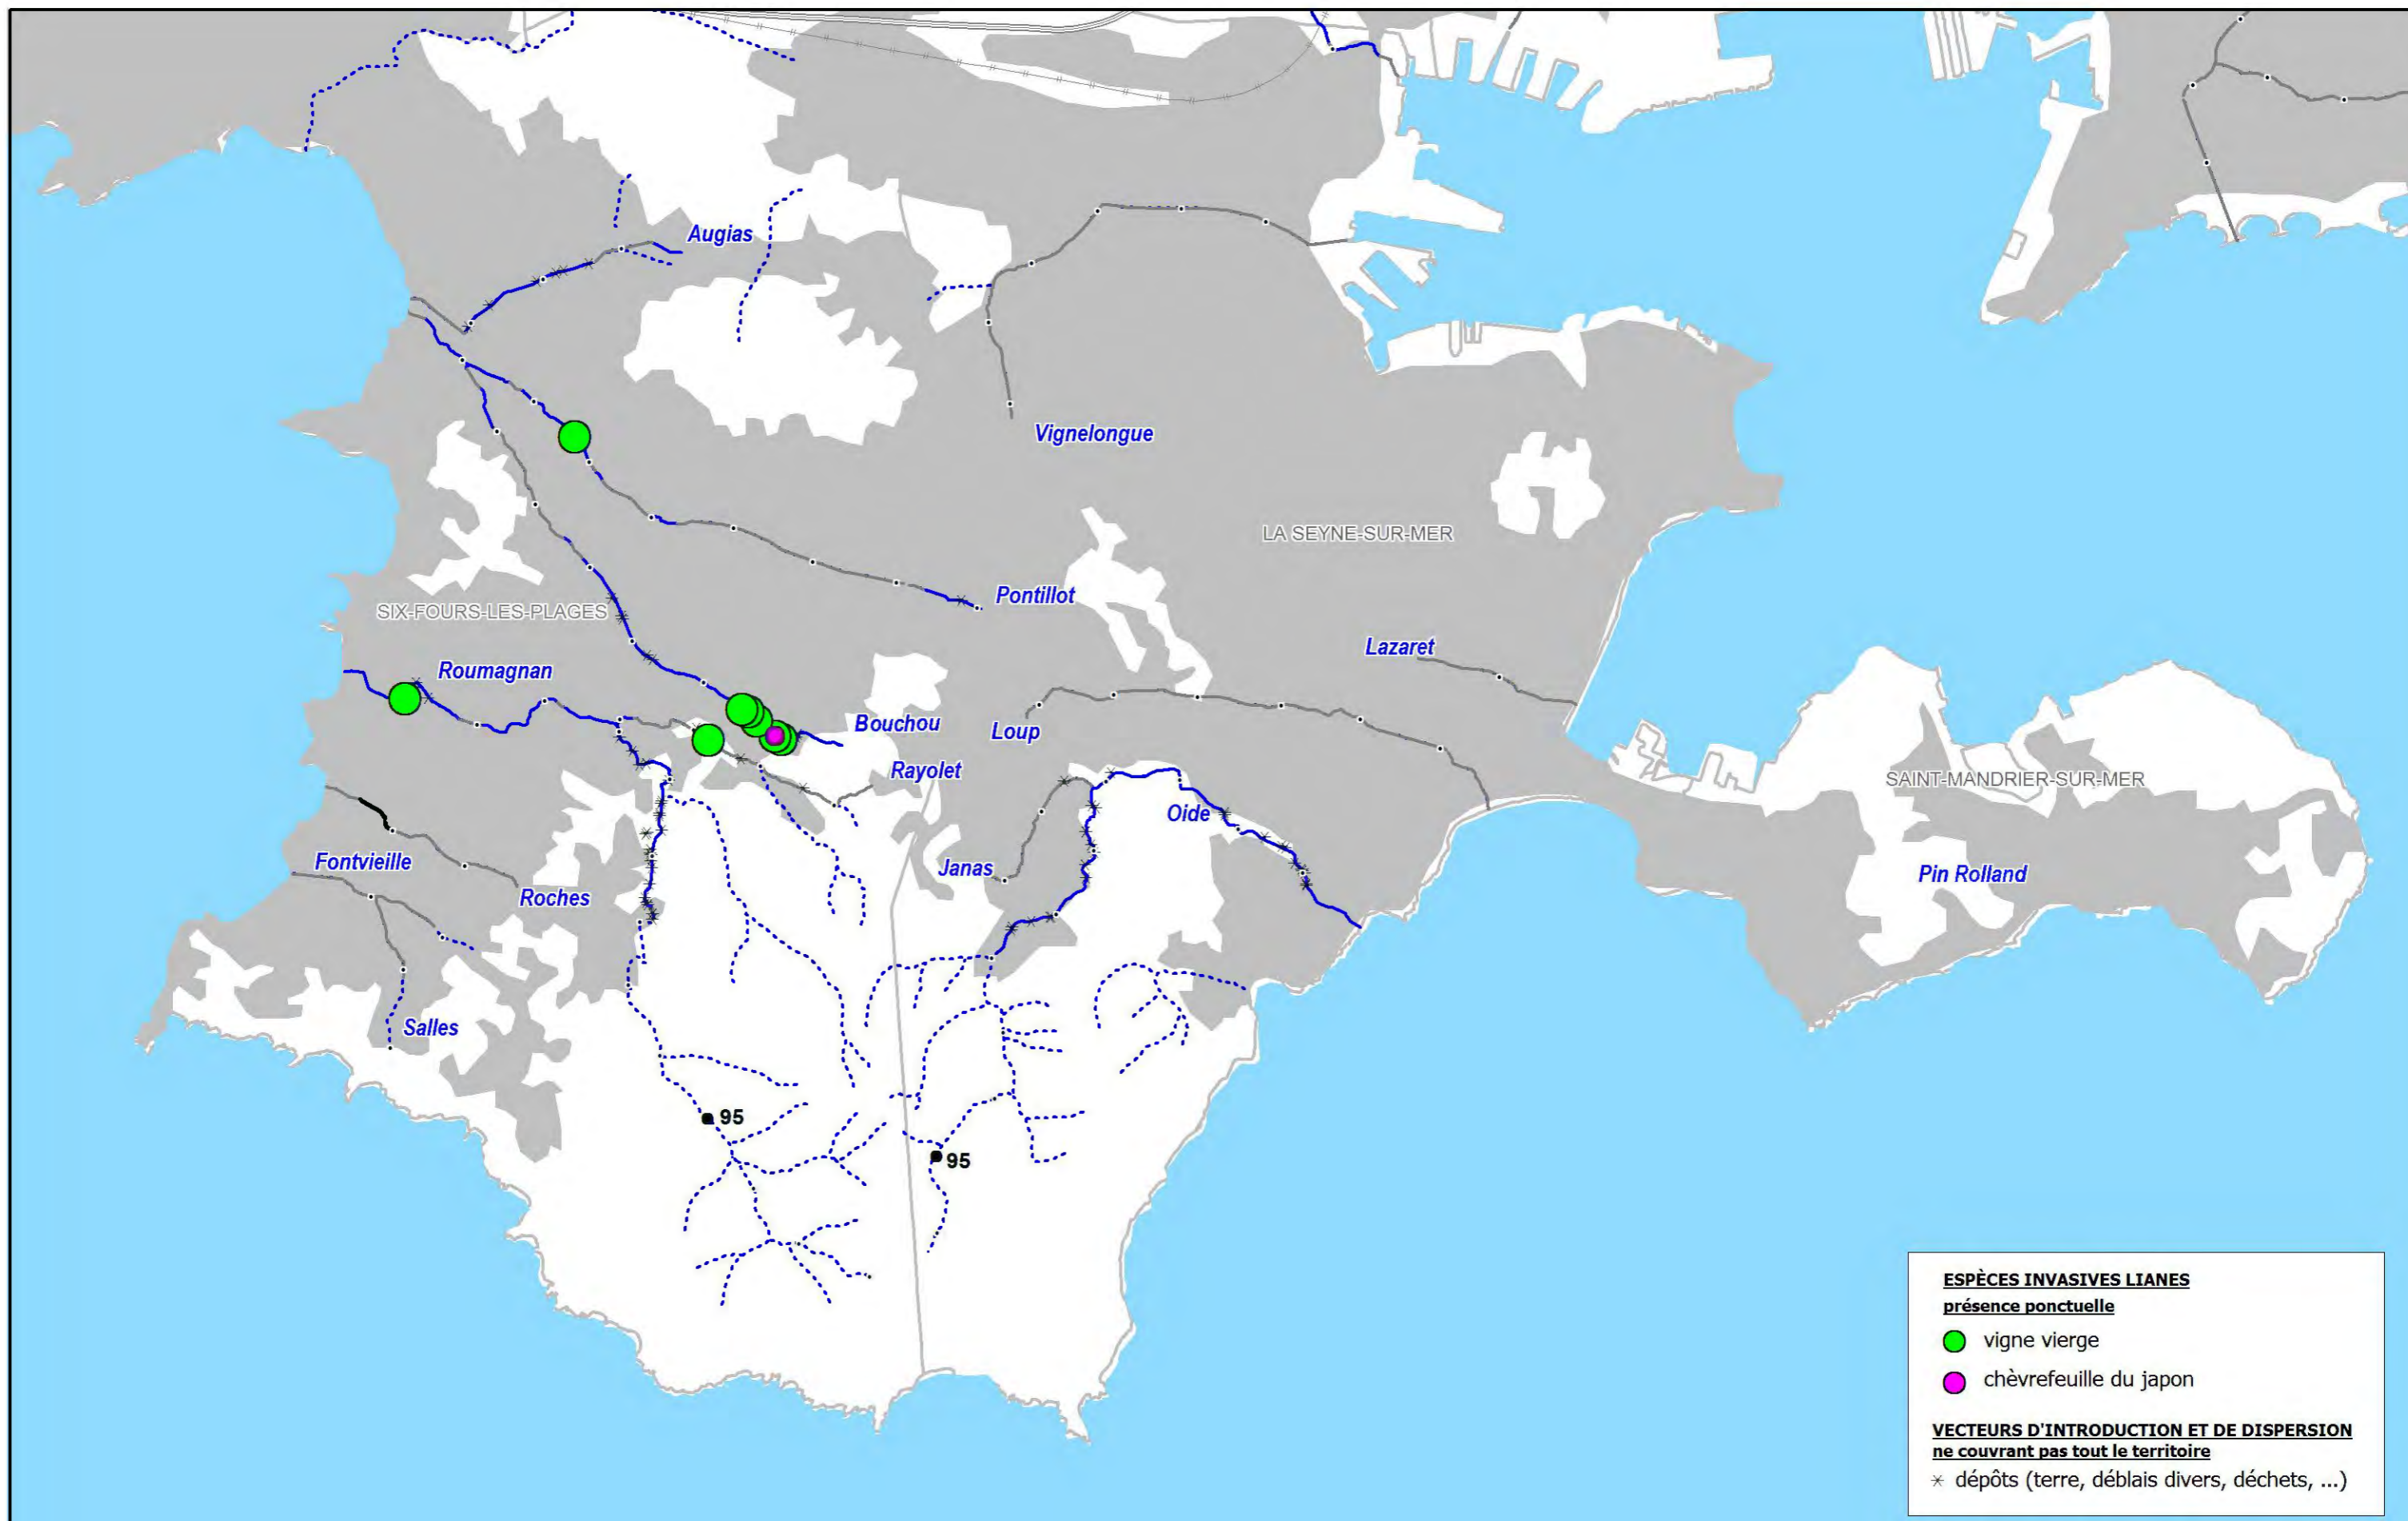 Augias
Vignelongue
LA SEYNE-SUR-MER
Pontillot
SIX-FOURS-LES-PLAGES
Lazaret
Roumagnan
Bouchou
Loup
Rayolet
SAINT-MANDRIER-SUR-MER
Oide
Fontvieille
Janas
Pin Rolland
Roches
Salles
95
95
ESPÈCES INVASIVES LIANES
présence ponctuelle
vigne vierge
chèvrefeuille du japon
VECTEURS D'INTRODUCTION ET DE DISPERSION
ne couvrant pas tout le territoire
dépôts (terre, déblais divers, déchets, ...)